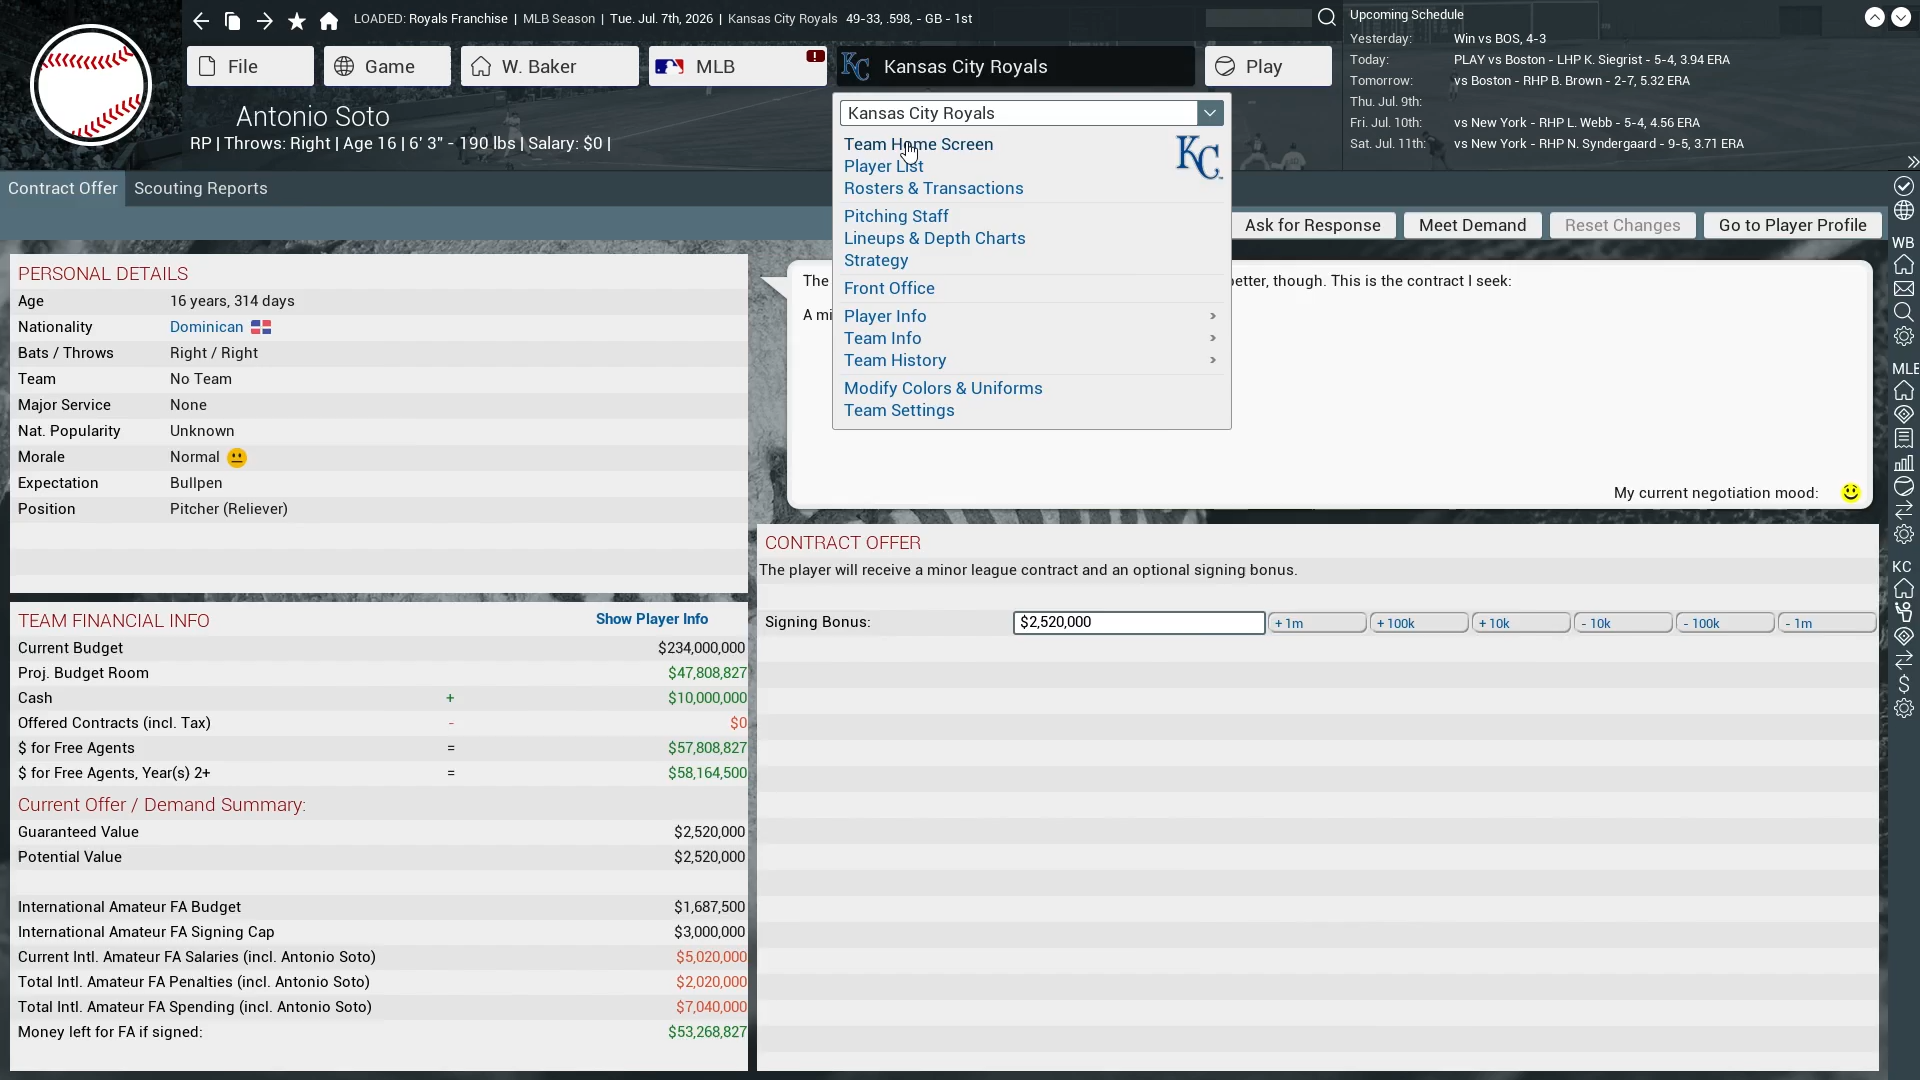 LOADED: Royals Franchise | MLB Season | Tue. Jul. 7th, 2026 | Kansas City Royals 49-33, .598, - GB - 1st
File
Game
W. Baker
MLB
!
Kansas City Royals
Play
Upcoming Schedule
Yesterday: Win vs BOS, 4-3
Today: PLAY vs Boston - LHP K. Siegrist - 5-4, 3.94 ERA
Tomorrow: vs Boston - RHP B. Brown - 2-7, 5.32 ERA
Thu. Jul. 9th:
Fri. Jul. 10th: vs New York - RHP L. Webb - 5-4, 4.56 ERA
Sat. Jul. 11th: vs New York - RHP N. Syndergaard - 9-5, 3.71 ERA
Antonio Soto
RP | Throws: Right | Age 16 | 6' 3" - 190 lbs | Salary: $0 |
Kansas City Royals
Team Home Screen
Player List
Rosters & Transactions
Pitching Staff
Lineups & Depth Charts
Strategy
Front Office
Player Info
Team Info
Team History
Modify Colors & Uniforms
Team Settings
KC
Contract Offer
Scouting Reports
Ask for Response
Meet Demand
Reset Changes
Go to Player Profile
PERSONAL DETAILS
Age 16 years, 314 days
Nationality Dominican
Bats / Throws Right / Right
Team No Team
Major Service None
Nat. Popularity Unknown
Morale Normal
Expectation Bullpen
Position Pitcher (Reliever)
The
better, though. This is the contract I seek:
A mi
My current negotiation mood:
TEAM FINANCIAL INFO
Show Player Info
Current Budget $234,000,000
Proj. Budget Room $47,808,827
Cash + $10,000,000
Offered Contracts (incl. Tax) - $0
$ for Free Agents = $57,808,827
$ for Free Agents, Year(s) 2+ = $58,164,500
Current Offer / Demand Summary:
Guaranteed Value $2,520,000
Potential Value $2,520,000
International Amateur FA Budget $1,687,500
International Amateur FA Signing Cap $3,000,000
Current Intl. Amateur FA Salaries (incl. Antonio Soto) $5,020,000
Total Intl. Amateur FA Penalties (incl. Antonio Soto) $2,020,000
Total Intl. Amateur FA Spending (incl. Antonio Soto) $7,040,000
Money left for FA if signed: $53,268,827
CONTRACT OFFER
The player will receive a minor league contract and an optional signing bonus.
Signing Bonus: $2,520,000 + 1m + 100k + 10k - 10k - 100k - 1m
WB
MLB
KC